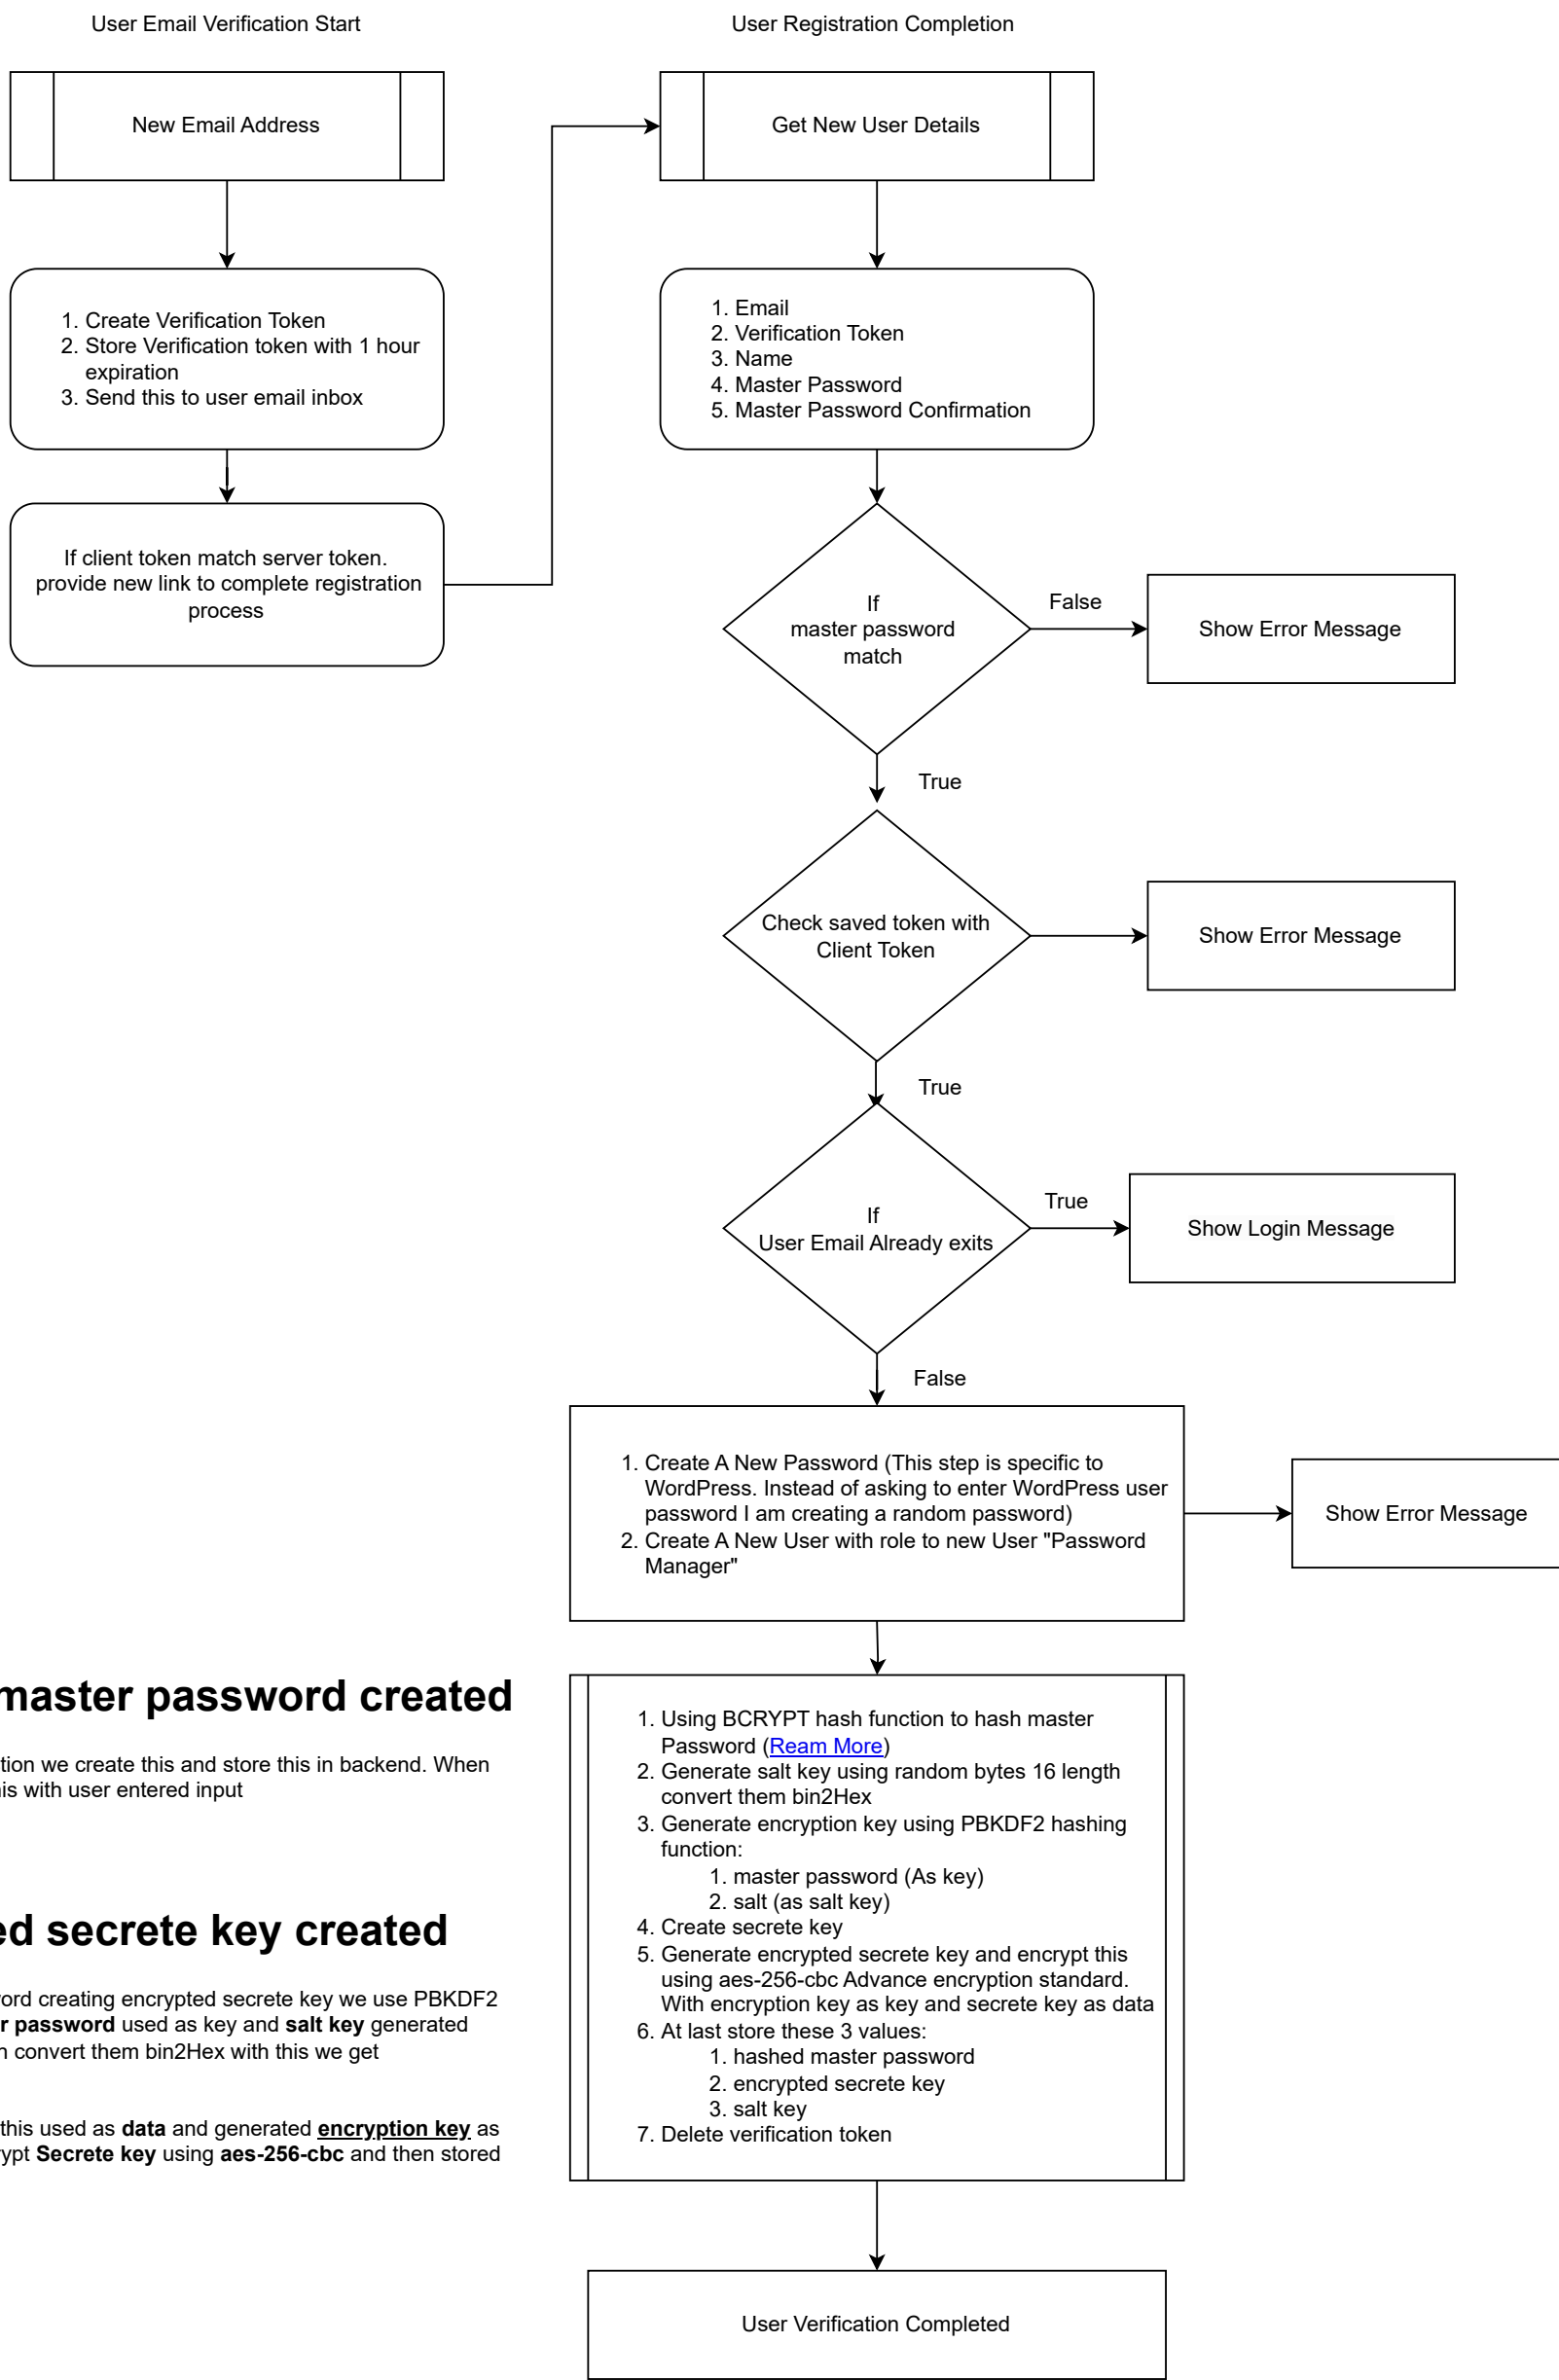 User Email Verification Start
User Registration Completion
New Email Address
Get New User Details
1. Create Verification Token
2. Store Verification token with 1 hour
expiration
3. Send this to user email inbox
1. Email
2. Verification Token
3. Name
4. Master Password
5. Master Password Confirmation
If client token match server token.
provide new link to complete registration
process
If
master password
match
False
Show Error Message
True
Check saved token with
Client Token
Show Error Message
True
If
User Email Already exits
True
Show Login Message
False
1. Create A New Password (This step is specific to
WordPress. Instead of asking to enter WordPress user
password I am creating a random password)
2. Create A New User with role to new User "Password
Manager"
Show Error Message
master password created
tion we create this and store this in backend. When
his with user entered input
ed secrete key created
ord creating encrypted secrete key we use PBKDF2
r password used as key and salt key generated
n convert them bin2Hex with this we get
this used as data and generated encryption key as
rypt Secrete key using aes-256-cbc and then stored
1. Using BCRYPT hash function to hash master
Password (Ream More)
2. Generate salt key using random bytes 16 length
convert them bin2Hex
3. Generate encryption key using PBKDF2 hashing
function:
1. master password (As key)
2. salt (as salt key)
4. Create secrete key
5. Generate encrypted secrete key and encrypt this
using aes-256-cbc Advance encryption standard.
With encryption key as key and secrete key as data
6. At last store these 3 values:
1. hashed master password
2. encrypted secrete key
3. salt key
7. Delete verification token
User Verification Completed